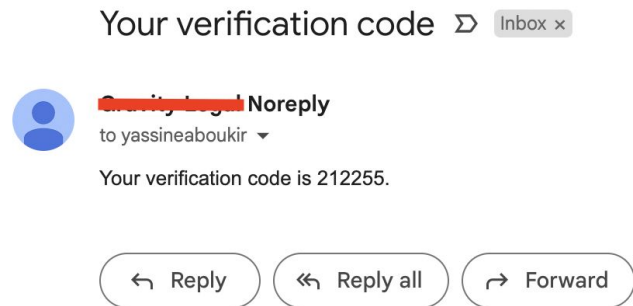 Your verification code Inbox ×
Noreply
to yassineaboukir
Your verification code is 212255.
Reply Reply all Forward